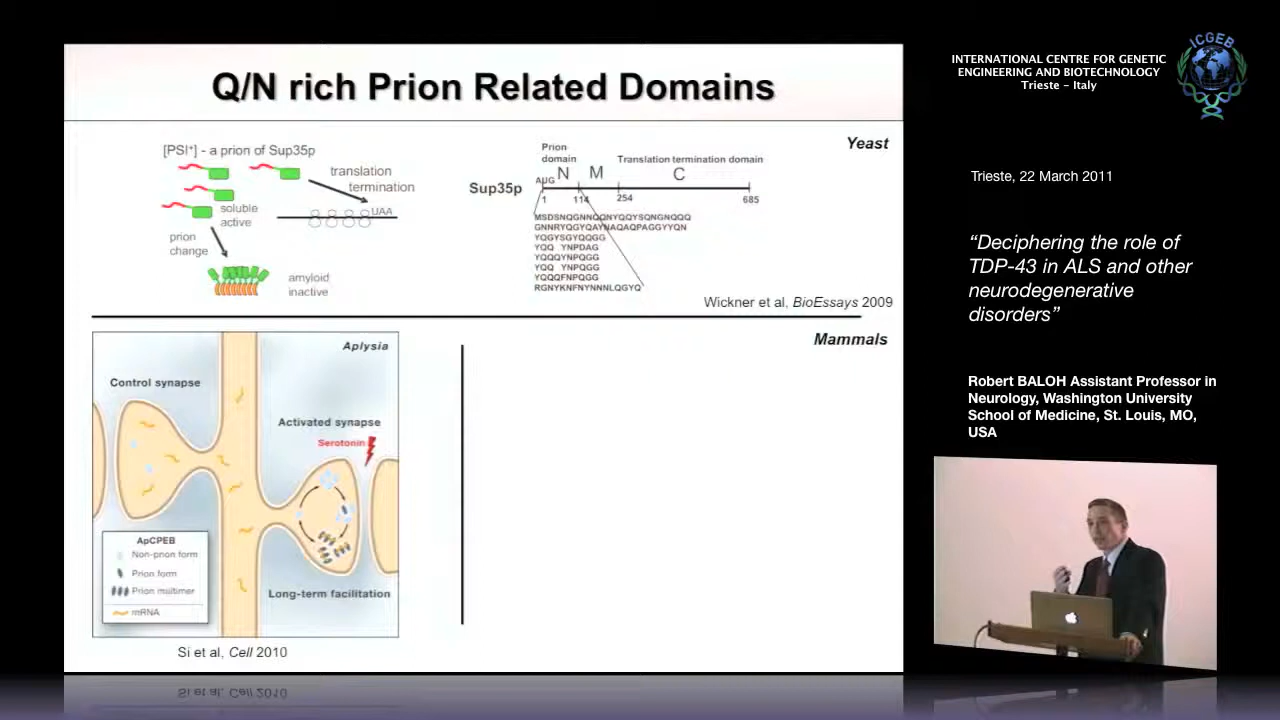 Q/N rich Prion Related Domains
Yeast
[PSI+] - a prion of Sup35p
translation
termination
UAA
soluble
active
prion
change
amyloid
inactive
Prion
domain
Translation termination domain
AUG
N
M
C
Sup35p
1
114
254
685
MSDSNQGNNQQNYQQYSQNGNQQQ
GNNRYQGYQAYNAQAQPAGGYYQN
YQGYSGYQQGG
YQQ YNPDAG
YQQQYNPQGG
YQQ YNPQGG
YQQQFNPQGG
RGNYKNFNYNNNLQGYQ
Wickner et al, BioEssays 2009
Aplysia
Control synapse
Activated synapse
Serotonin
ApCPEB
Non-prion form
Prion form
Prion multimer
mRNA
Long-term facilitation
Si et al, Cell 2010
Mammals
INTERNATIONAL CENTRE FOR GENETIC
ENGINEERING AND BIOTECHNOLOGY
Trieste – Italy
ICGEB
Trieste, 22 March 2011
“Deciphering the role of
TDP-43 in ALS and other
neurodegenerative
disorders”
Robert BALOH Assistant Professor in
Neurology, Washington University
School of Medicine, St. Louis, MO,
USA